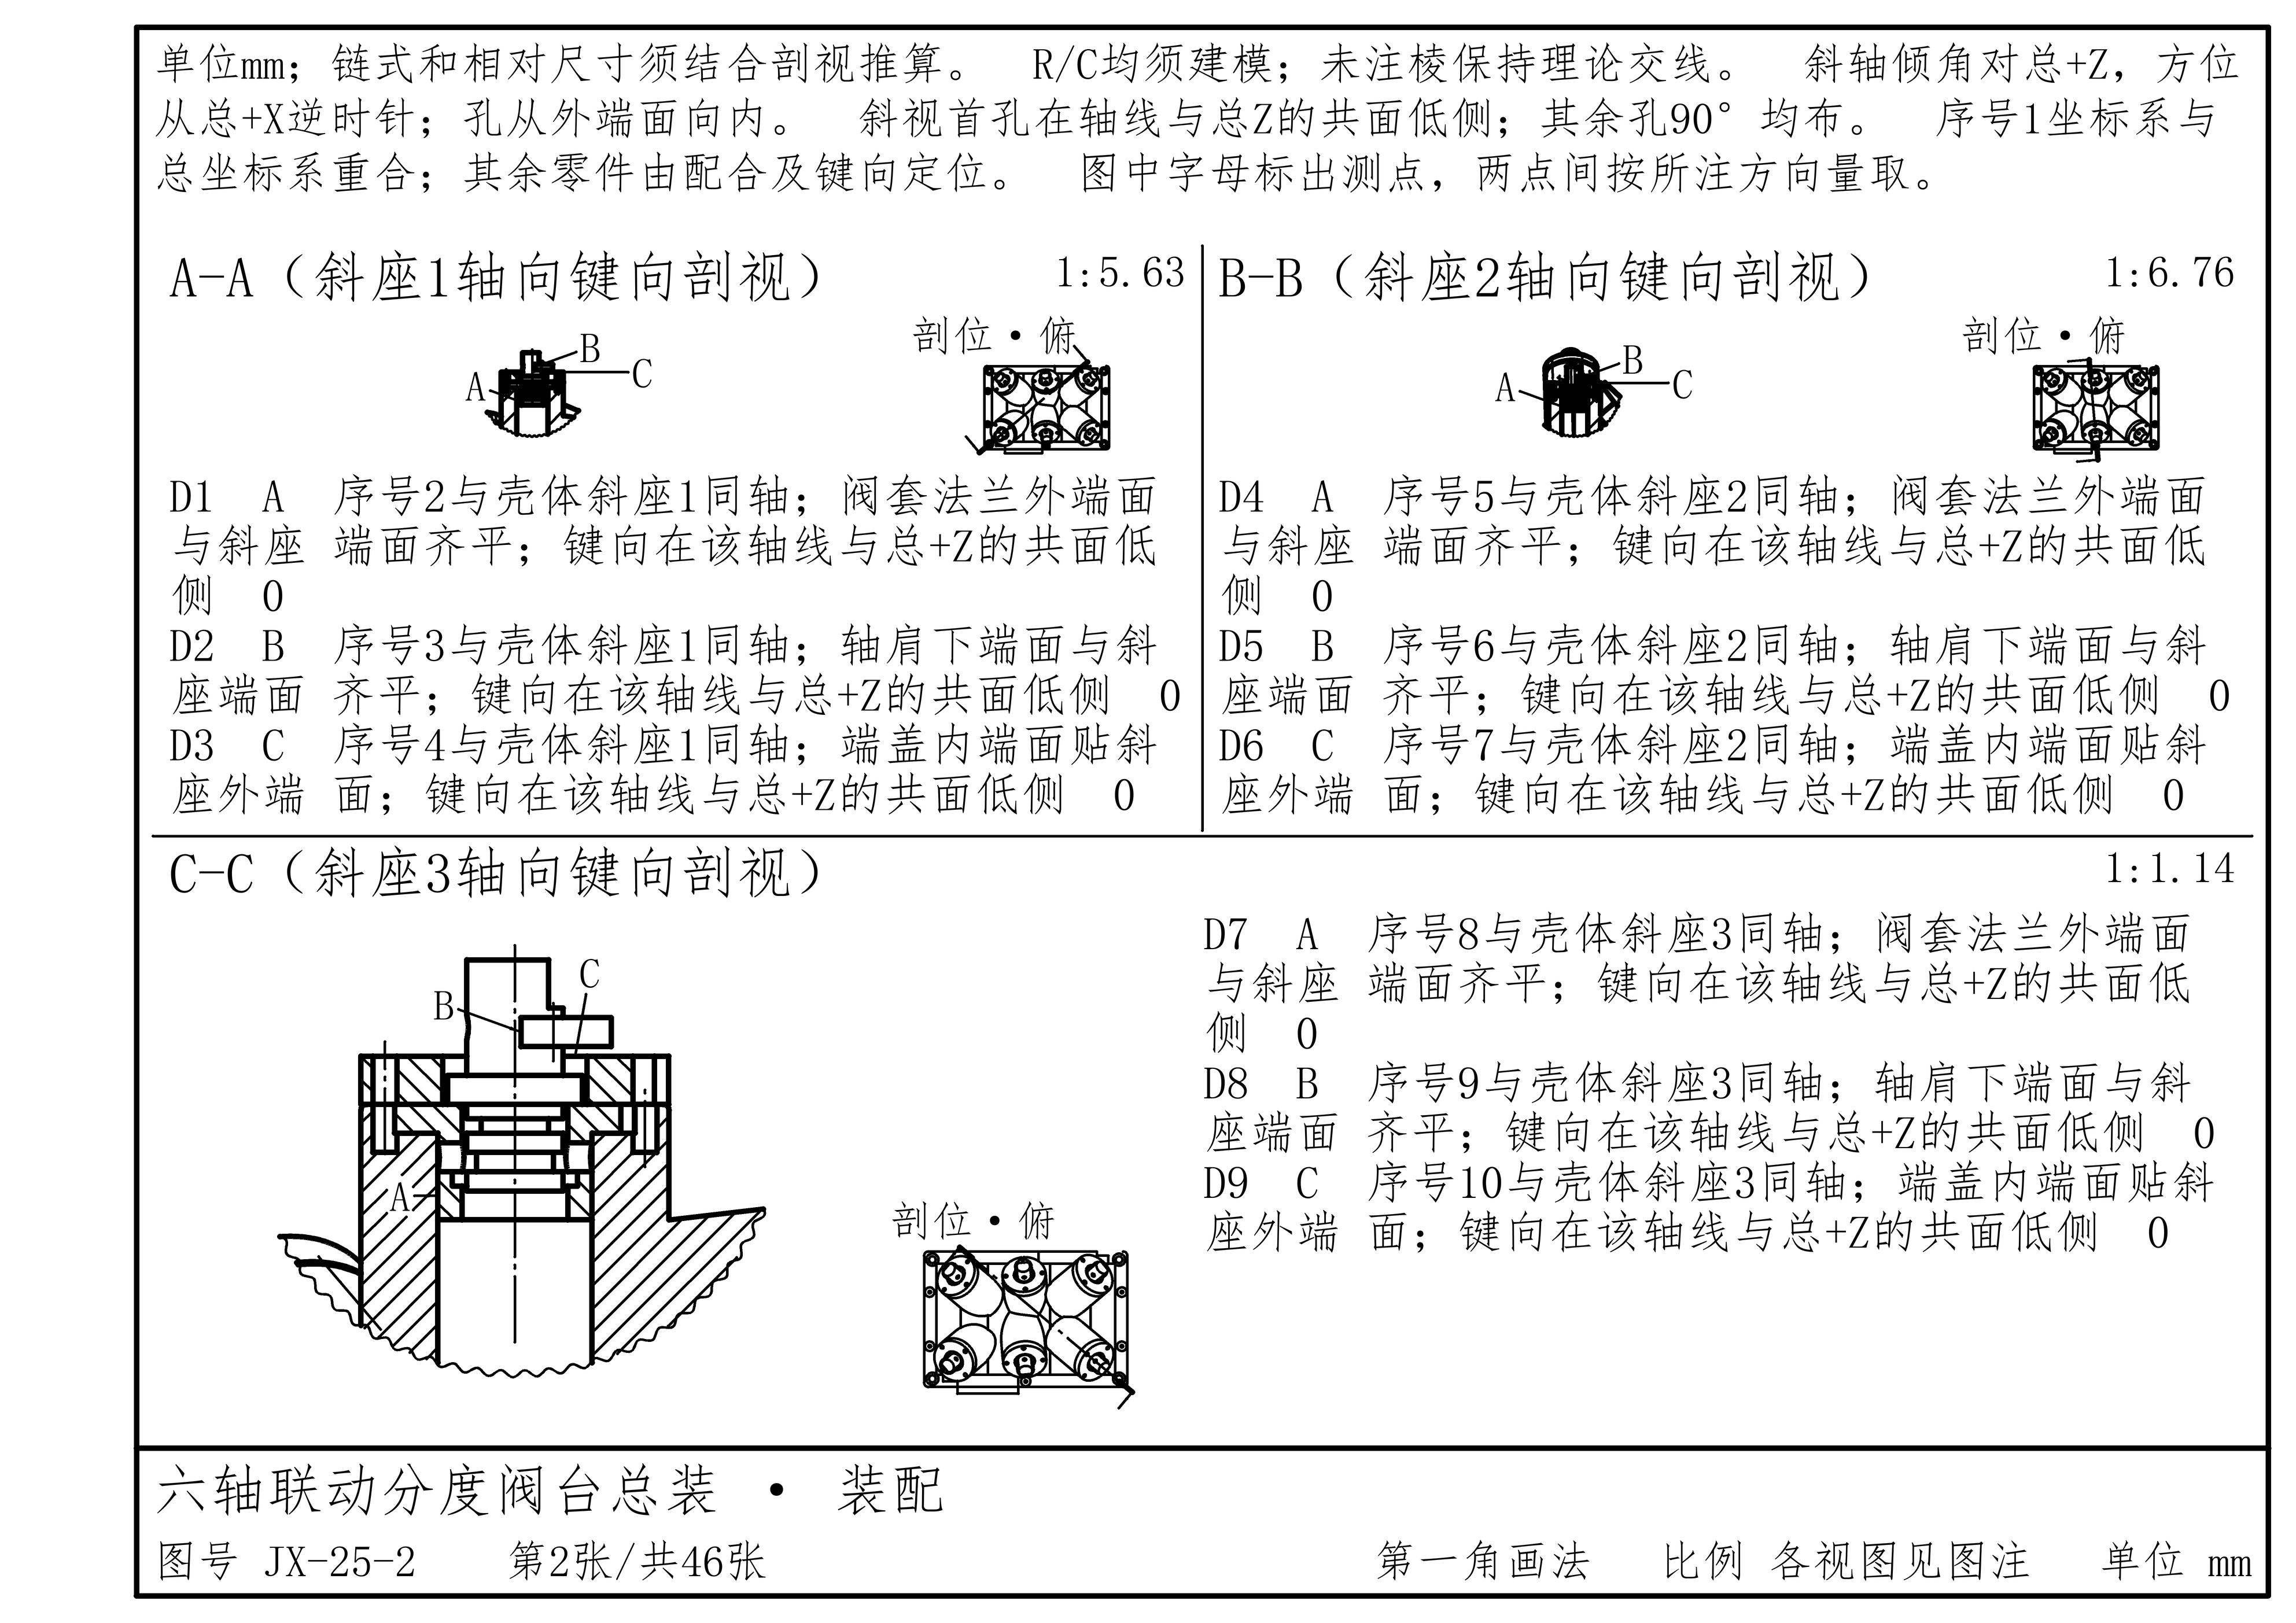 单位mm；链式和相对尺寸须结合剖视推算。 R/C均须建模；未注棱保持理论交线。 斜轴倾角对总+Z，方位
从总+X逆时针；孔从外端面向内。 斜视首孔在轴线与总Z的共面低侧；其余孔90°均布。 序号1坐标系与
总坐标系重合；其余零件由配合及键向定位。 图中字母标出测点，两点间按所注方向量取。
A-A（斜座1轴向键向剖视） 1:5.63
剖位·俯
B
C
A
D1 A 序号2与壳体斜座1同轴；阀套法兰外端面
与斜座 端面齐平；键向在该轴线与总+Z的共面低
侧 0
D2 B 序号3与壳体斜座1同轴；轴肩下端面与斜
座端面 齐平；键向在该轴线与总+Z的共面低侧 0
D3 C 序号4与壳体斜座1同轴；端盖内端面贴斜
座外端 面；键向在该轴线与总+Z的共面低侧 0
B-B（斜座2轴向键向剖视） 1:6.76
剖位·俯
B
C
A
D4 A 序号5与壳体斜座2同轴；阀套法兰外端面
与斜座 端面齐平；键向在该轴线与总+Z的共面低
侧 0
D5 B 序号6与壳体斜座2同轴；轴肩下端面与斜
座端面 齐平；键向在该轴线与总+Z的共面低侧 0
D6 C 序号7与壳体斜座2同轴；端盖内端面贴斜
座外端 面；键向在该轴线与总+Z的共面低侧 0
C-C（斜座3轴向键向剖视） 1:1.14
C
B
A
剖位·俯
D7 A 序号8与壳体斜座3同轴；阀套法兰外端面
与斜座 端面齐平；键向在该轴线与总+Z的共面低
侧 0
D8 B 序号9与壳体斜座3同轴；轴肩下端面与斜
座端面 齐平；键向在该轴线与总+Z的共面低侧 0
D9 C 序号10与壳体斜座3同轴；端盖内端面贴斜
座外端 面；键向在该轴线与总+Z的共面低侧 0
六轴联动分度阀台总装 · 装配
图号 JX-25-2 第2张/共46张 第一角画法 比例 各视图见图注 单位 mm